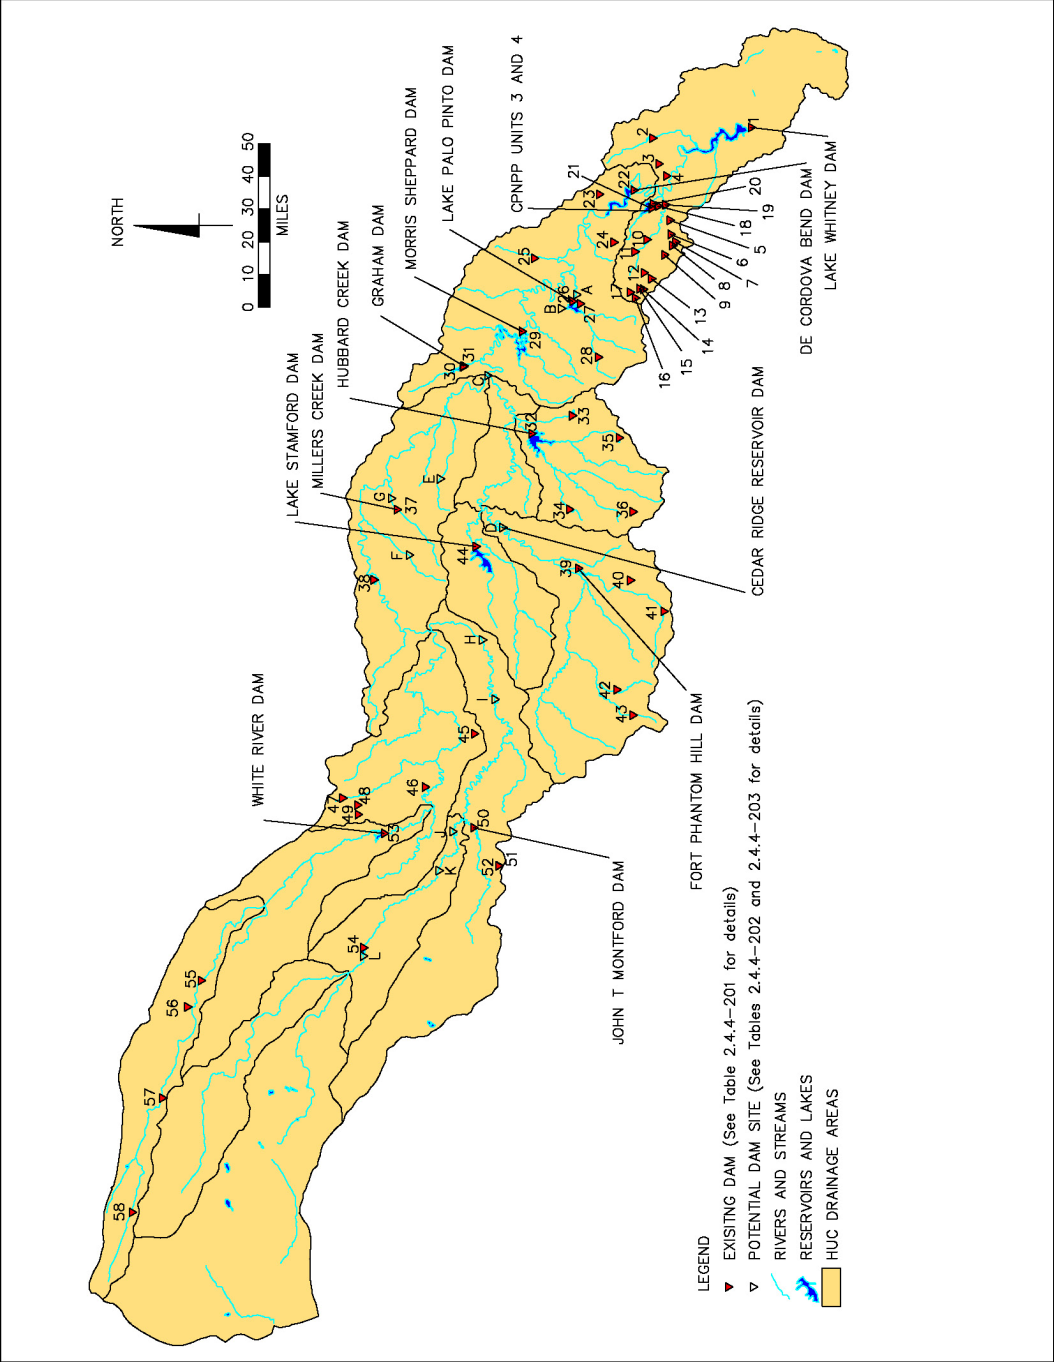 NORTH
0 10 20 30 40 50
MILES
WHITE RIVER DAM
LAKE STAMFORD DAM
MILLERS CREEK DAM
HUBBARD CREEK DAM
GRAHAM DAM
MORRIS SHEPPARD DAM
LAKE PALO PINTO DAM
CPNPP UNITS 3 AND 4
58
57
56
55
54
L
53
49
48
47
46
45
K
J
50
52
51
I
H
38
F
G
37
E
44
D
39
40
41
42
43
34
36
35
33
32
C
30
31
29
28
B
26
A
27
25
24
23
22
21
2
3
4
1
10
11
12
17
16
15
14
13
9
8
7
6
5
18
19
20
JOHN T MONTFORD DAM
FORT PHANTOM HILL DAM
CEDAR RIDGE RESERVOIR DAM
DE CORDOVA BEND DAM
LAKE WHITNEY DAM
LEGEND
EXISITNG DAM (See Table 2.4.4-201 for details)
POTENTIAL DAM SITE (See Tables 2.4.4-202 and 2.4.4-203 for details)
RIVERS AND STREAMS
RESERVOIRS AND LAKES
HUC DRAINAGE AREAS